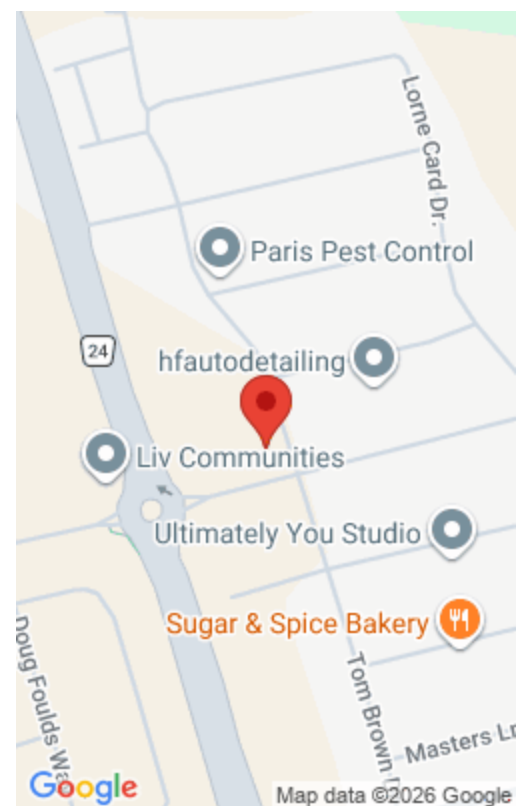 Lorne Card Dr.
Paris Pest Control
24
hfautodetailing
Liv Communities
Ultimately You Studio
Sugar & Spice Bakery
Doug Foulds Wa
Tom Brown D
Masters Ln
Google
Map data ©2026 Google